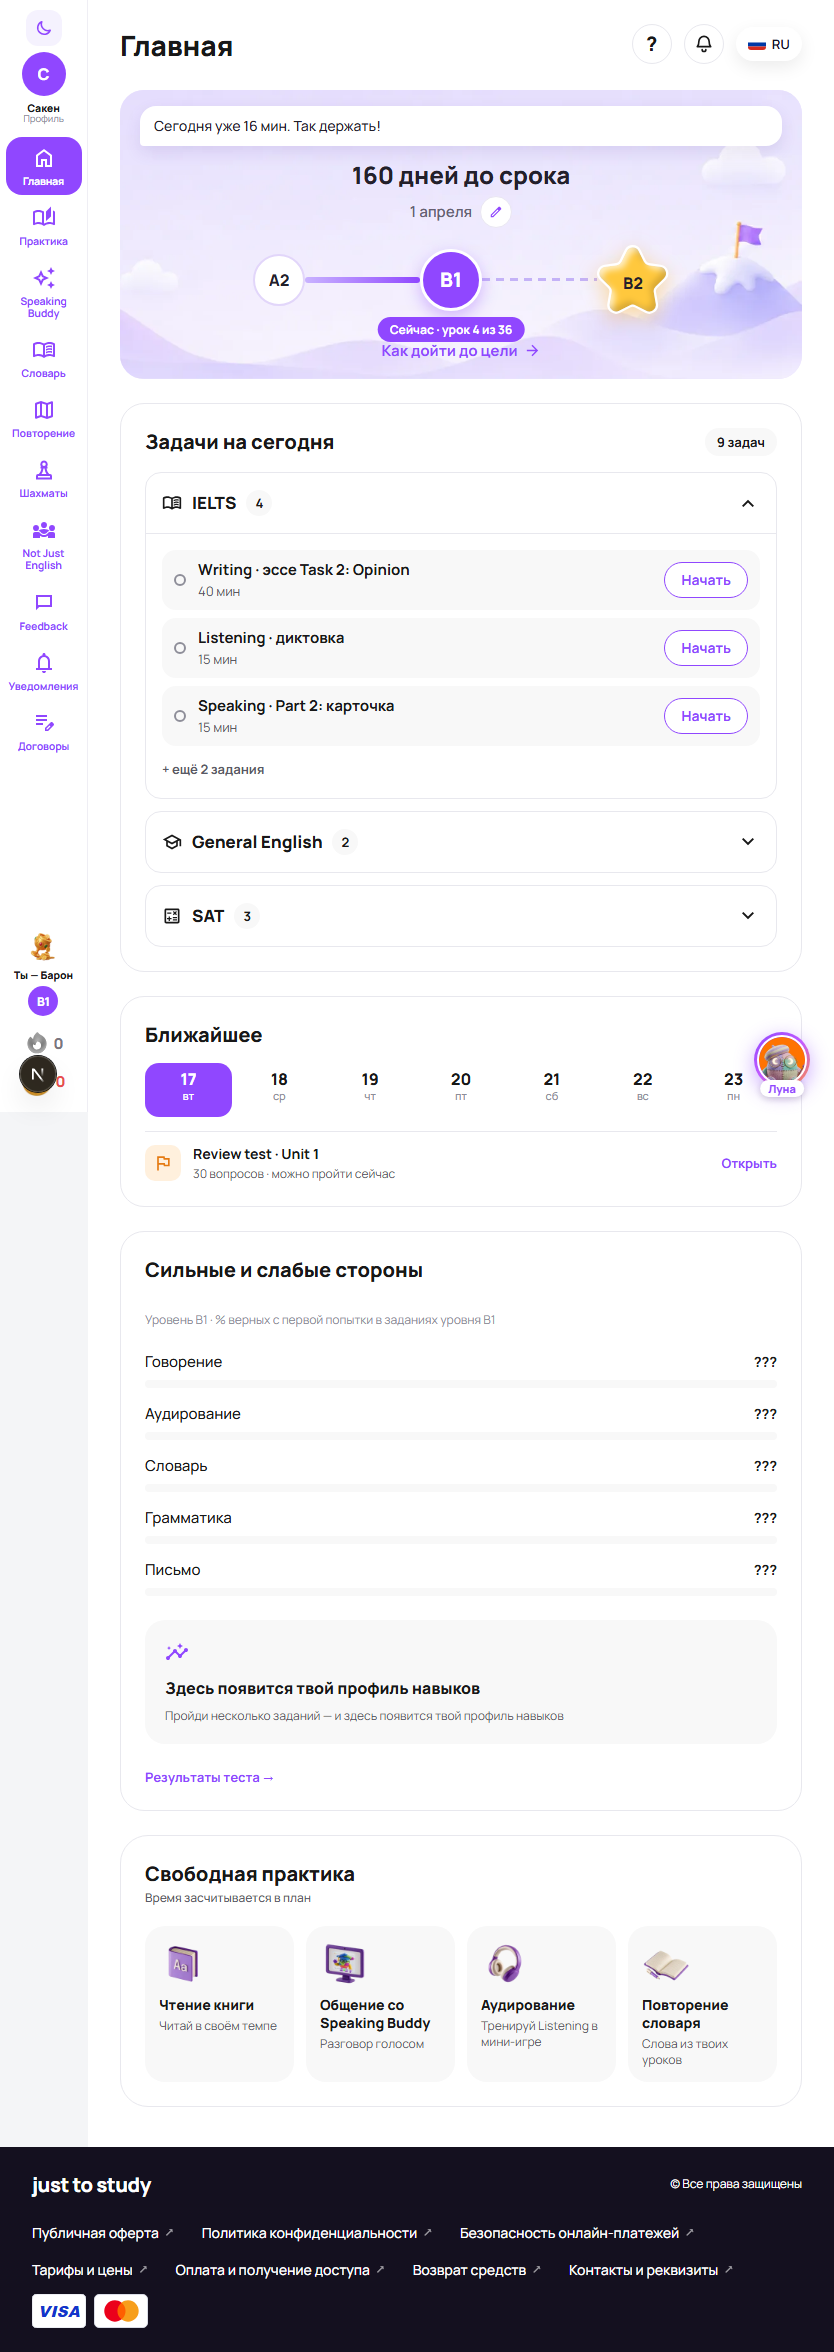 С
Сакен
Профиль
Главная
Практика
Speaking
Buddy
Словарь
Повторение
Шахматы
Not Just
English
Feedback
Уведомления
Договоры
Ты — Барон
B1
0
N
0
Главная
?
RU
Сегодня уже 16 мин. Так держать!
160 дней до срока
1 апреля
A2
B1
B2
Сейчас · урок 4 из 36
Как дойти до цели →
Задачи на сегодня
9 задач
IELTS 4
Writing · эссе Task 2: Opinion
40 мин
Начать
Listening · диктовка
15 мин
Начать
Speaking · Part 2: карточка
15 мин
Начать
+ ещё 2 задания
General English 2
SAT 3
Ближайшее
17 18 19 20 21 22 23
вт ср чт пт сб вс пн
Луна
Review test · Unit 1
30 вопросов · можно пройти сейчас
Открыть
Сильные и слабые стороны
Уровень B1 · % верных с первой попытки в заданиях уровня B1
Говорение ???
Аудирование ???
Словарь ???
Грамматика ???
Письмо ???
Здесь появится твой профиль навыков
Пройди несколько заданий — и здесь появится твой профиль навыков
Результаты теста →
Свободная практика
Время засчитывается в план
Aa
Чтение книги
Читай в своём темпе
Общение со
Speaking Buddy
Разговор голосом
Аудирование
Тренируй Listening в
мини-игре
Повторение
словаря
Слова из твоих
уроков
just to study
© Все права защищены
Публичная оферта ↗ Политика конфиденциальности ↗ Безопасность онлайн-платежей ↗
Тарифы и цены ↗ Оплата и получение доступа ↗ Возврат средств ↗ Контакты и реквизиты ↗
VISA